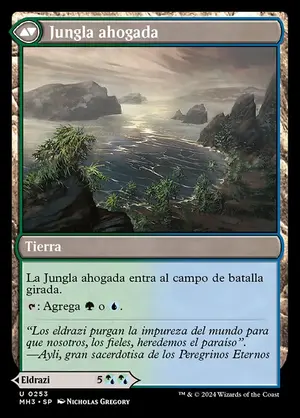 Jungla ahogada
Tierra
La Jungla ahogada entra al campo de batalla
girada.
: Agrega o .
“Los eldrazi purgan la impureza del mundo para
que nosotros, los fieles, heredemos el paraíso”.
—Ayli, gran sacerdotisa de los Peregrinos Eternos
Eldrazi 5
U 0253
MH3 • SP Nicholas Gregory
™ & © 2024 Wizards of the Coast